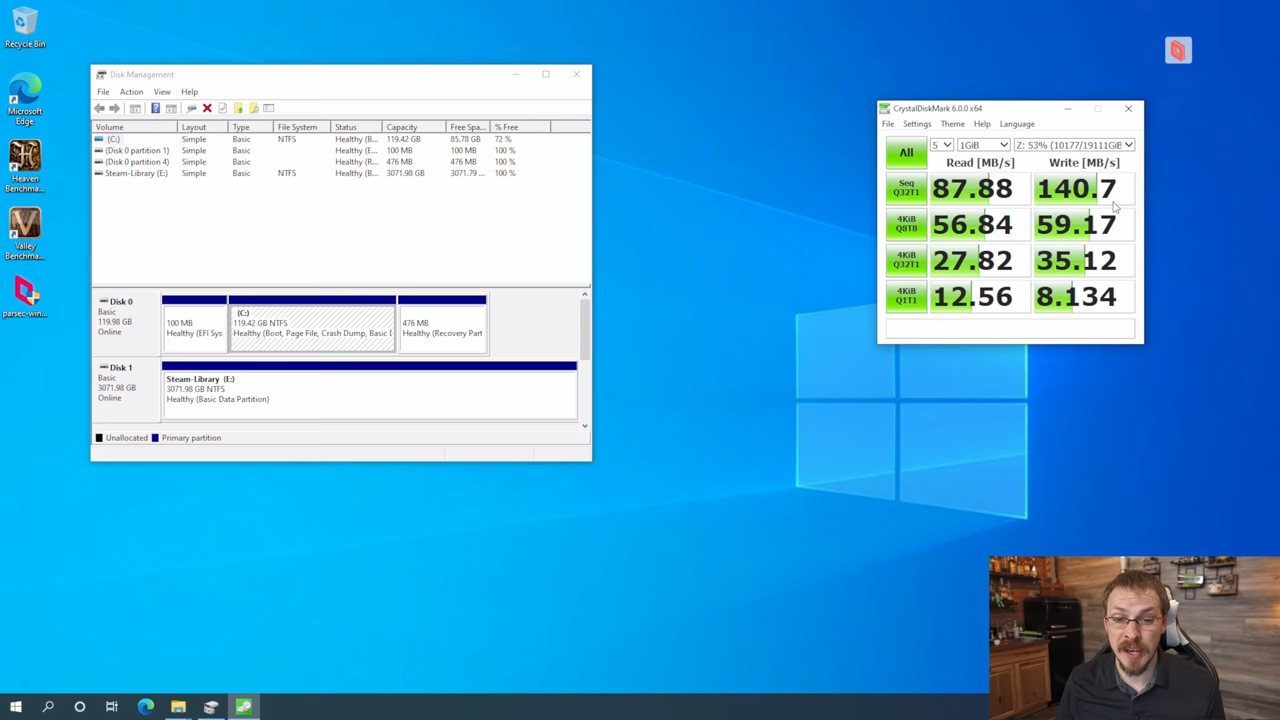 Recycle Bin
Microsoft
Edge
Heaven
Benchma...
Valley
Benchma...
parsec-win...
Disk Management
File Action View Help
Volume Layout Type File System Status Capacity Free Spa... % Free
(C:) Simple Basic NTFS Healthy (B... 119.42 GB 85.78 GB 72 %
(Disk 0 partition 1) Simple Basic Healthy (E... 100 MB 100 MB 100 %
(Disk 0 partition 4) Simple Basic Healthy (R... 476 MB 476 MB 100 %
Steam-Library (E:) Simple Basic NTFS Healthy (B... 3071.98 GB 3071.79 ... 100 %
Disk 0
Basic
119.98 GB
Online
100 MB
Healthy (EFI Sys
(C:)
119.42 GB NTFS
Healthy (Boot, Page File, Crash Dump, Basic D
476 MB
Healthy (Recovery Part
Disk 1
Basic
3071.98 GB
Online
Steam-Library (E:)
3071.98 GB NTFS
Healthy (Basic Data Partition)
Unallocated Primary partition
CrystalDiskMark 6.0.0 x64
File Settings Theme Help Language
All 5 1GiB Z: 53% (10177/19111GiB
Read [MB/s] Write [MB/s]
Seq
Q32T1 87.88 140.7
4KiB
Q8T8 56.84 59.17
4KiB
Q32T1 27.82 35.12
4KiB
Q1T1 12.56 8.134